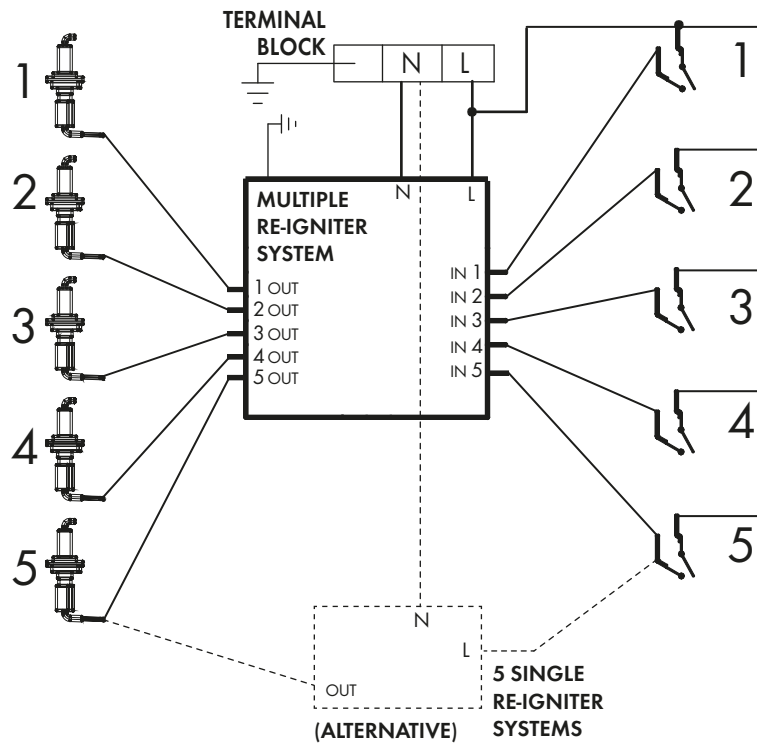 TERMINAL
BLOCK
N
L
1
2
3
4
5
N
L
MULTIPLE
RE-IGNITER
SYSTEM
1 OUT
2 OUT
3 OUT
4 OUT
5 OUT
IN 1
IN 2
IN 3
IN 4
IN 5
1
2
3
4
5
N
L
OUT
(ALTERNATIVE)
5 SINGLE
RE-IGNITER
SYSTEMS